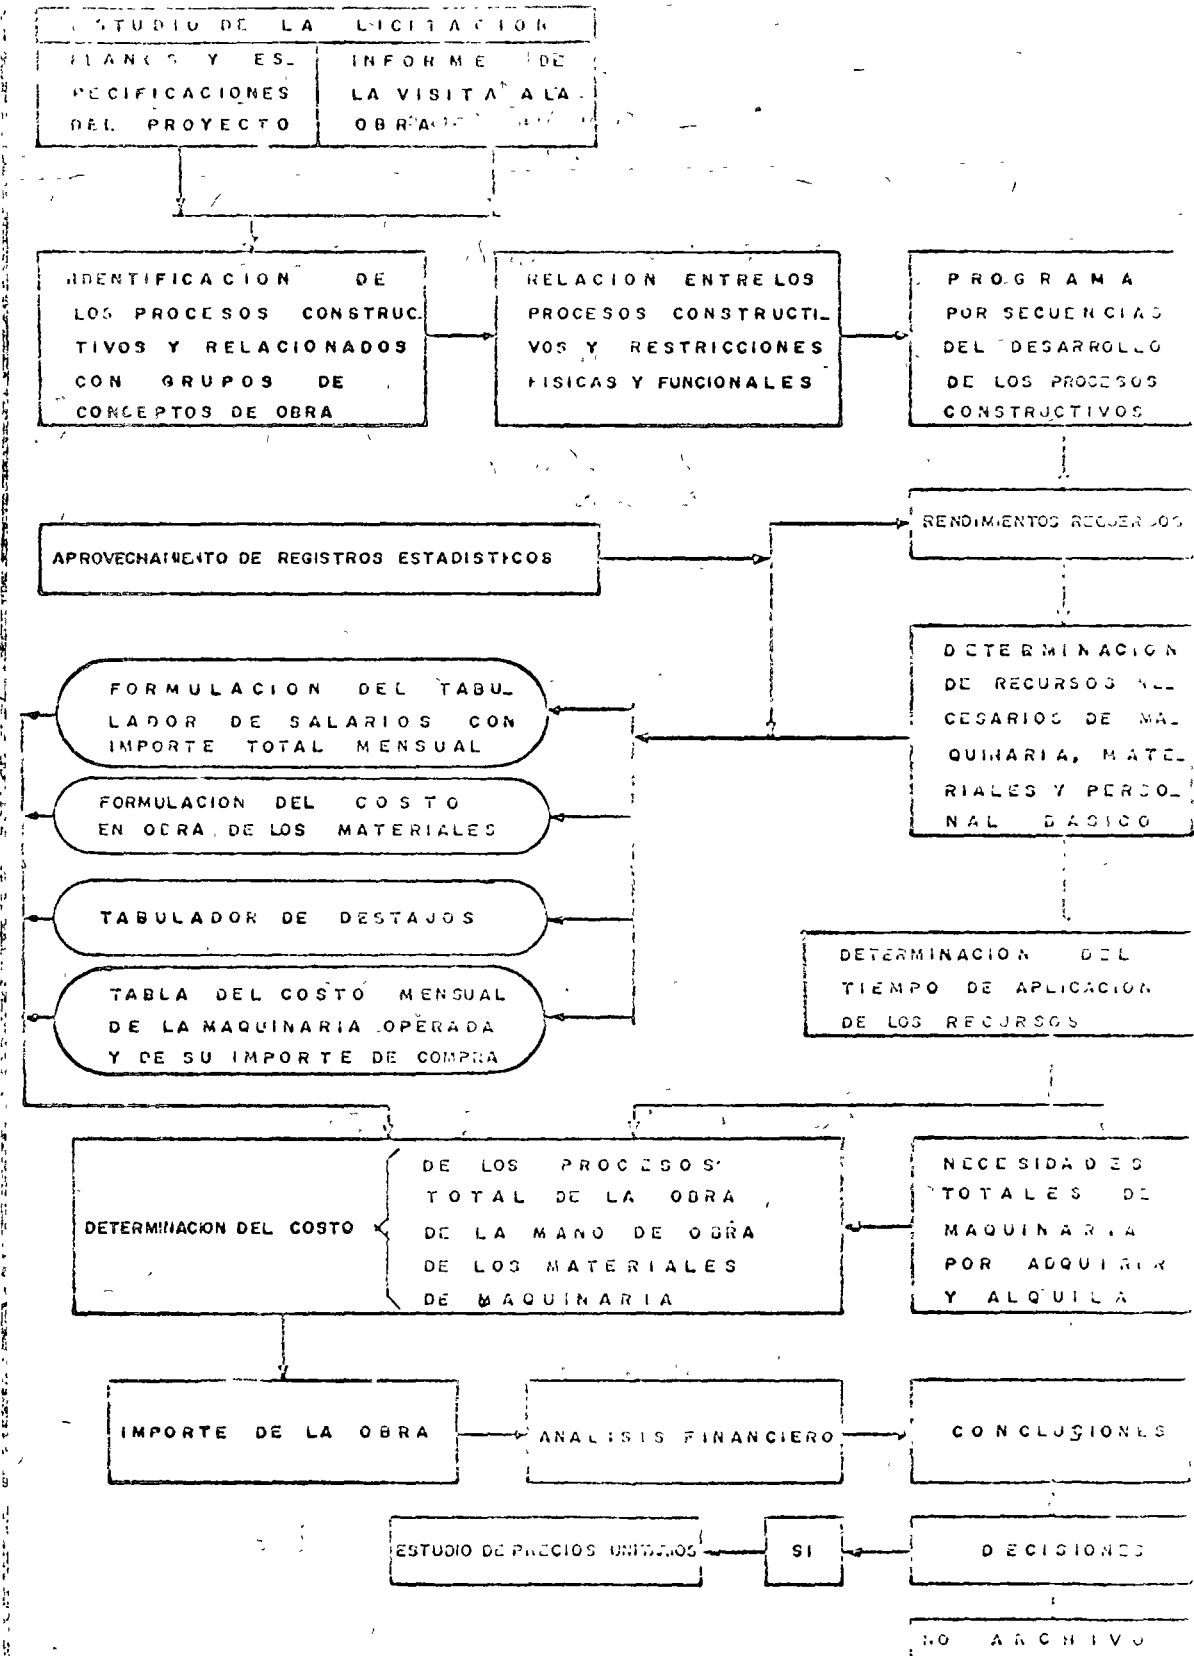 ESTUDIO DE LA LICITACION
PLANOS Y ES_
PECIFICACIONES
DEL PROYECTO
INFORME DE
LA VISITA A LA
OBRA
IDENTIFICACION DE
LOS PROCESOS CONSTRUC_
TIVOS Y RELACIONADOS
CON GRUPOS DE
CONCEPTOS DE OBRA
RELACION ENTRE LOS
PROCESOS CONSTRUCTI_
VOS Y RESTRICCIONES
FISICAS Y FUNCIONALES
PROGRAMA
POR SECUENCIAS
DEL DESARROLLO
DE LOS PROCESOS
CONSTRUCTIVOS
RENDIMIENTOS
APROVECHAMIENTO DE REGISTROS ESTADISTICOS
DETERMINACION
DE RECURSOS NE_
CESARIOS DE MA_
QUINARIA, MATE_
RIALES Y PERSO_
NAL BASICO
FORMULACION DEL TABU_
LADOR DE SALARIOS CON
IMPORTE TOTAL MENSUAL
FORMULACION DEL COSTO
EN OBRA DE LOS MATERIALES
TABULADOR DE DESTAJOS
TABLA DEL COSTO MENSUAL
DE LA MAQUINARIA OPERADA
Y DE SU IMPORTE DE COMPRA
DETERMINACION DEL
TIEMPO DE APLICACION
DE LOS RECURSOS
DETERMINACION DEL COSTO
DE LOS PROCESOS
TOTAL DE LA OBRA
DE LA MANO DE OBRA
DE LOS MATERIALES
DE MAQUINARIA
NECESIDADES
TOTALES DE
MAQUINARIA
POR ADQUIRIR
Y ALQUILA
IMPORTE DE LA OBRA
ANALISIS FINANCIERO
CONCLUSIONES
ESTUDIO DE PRECIOS UNITARIOS
SI
DECISIONES
NO ARCHIVO